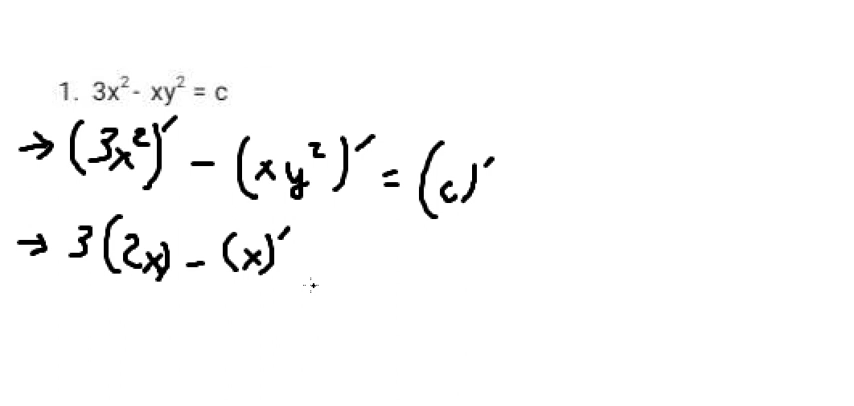 1. 3x² - xy² = c
→ (3x²)′ - (xy²)′ = (c)′
→ 3(2x) - (x)′